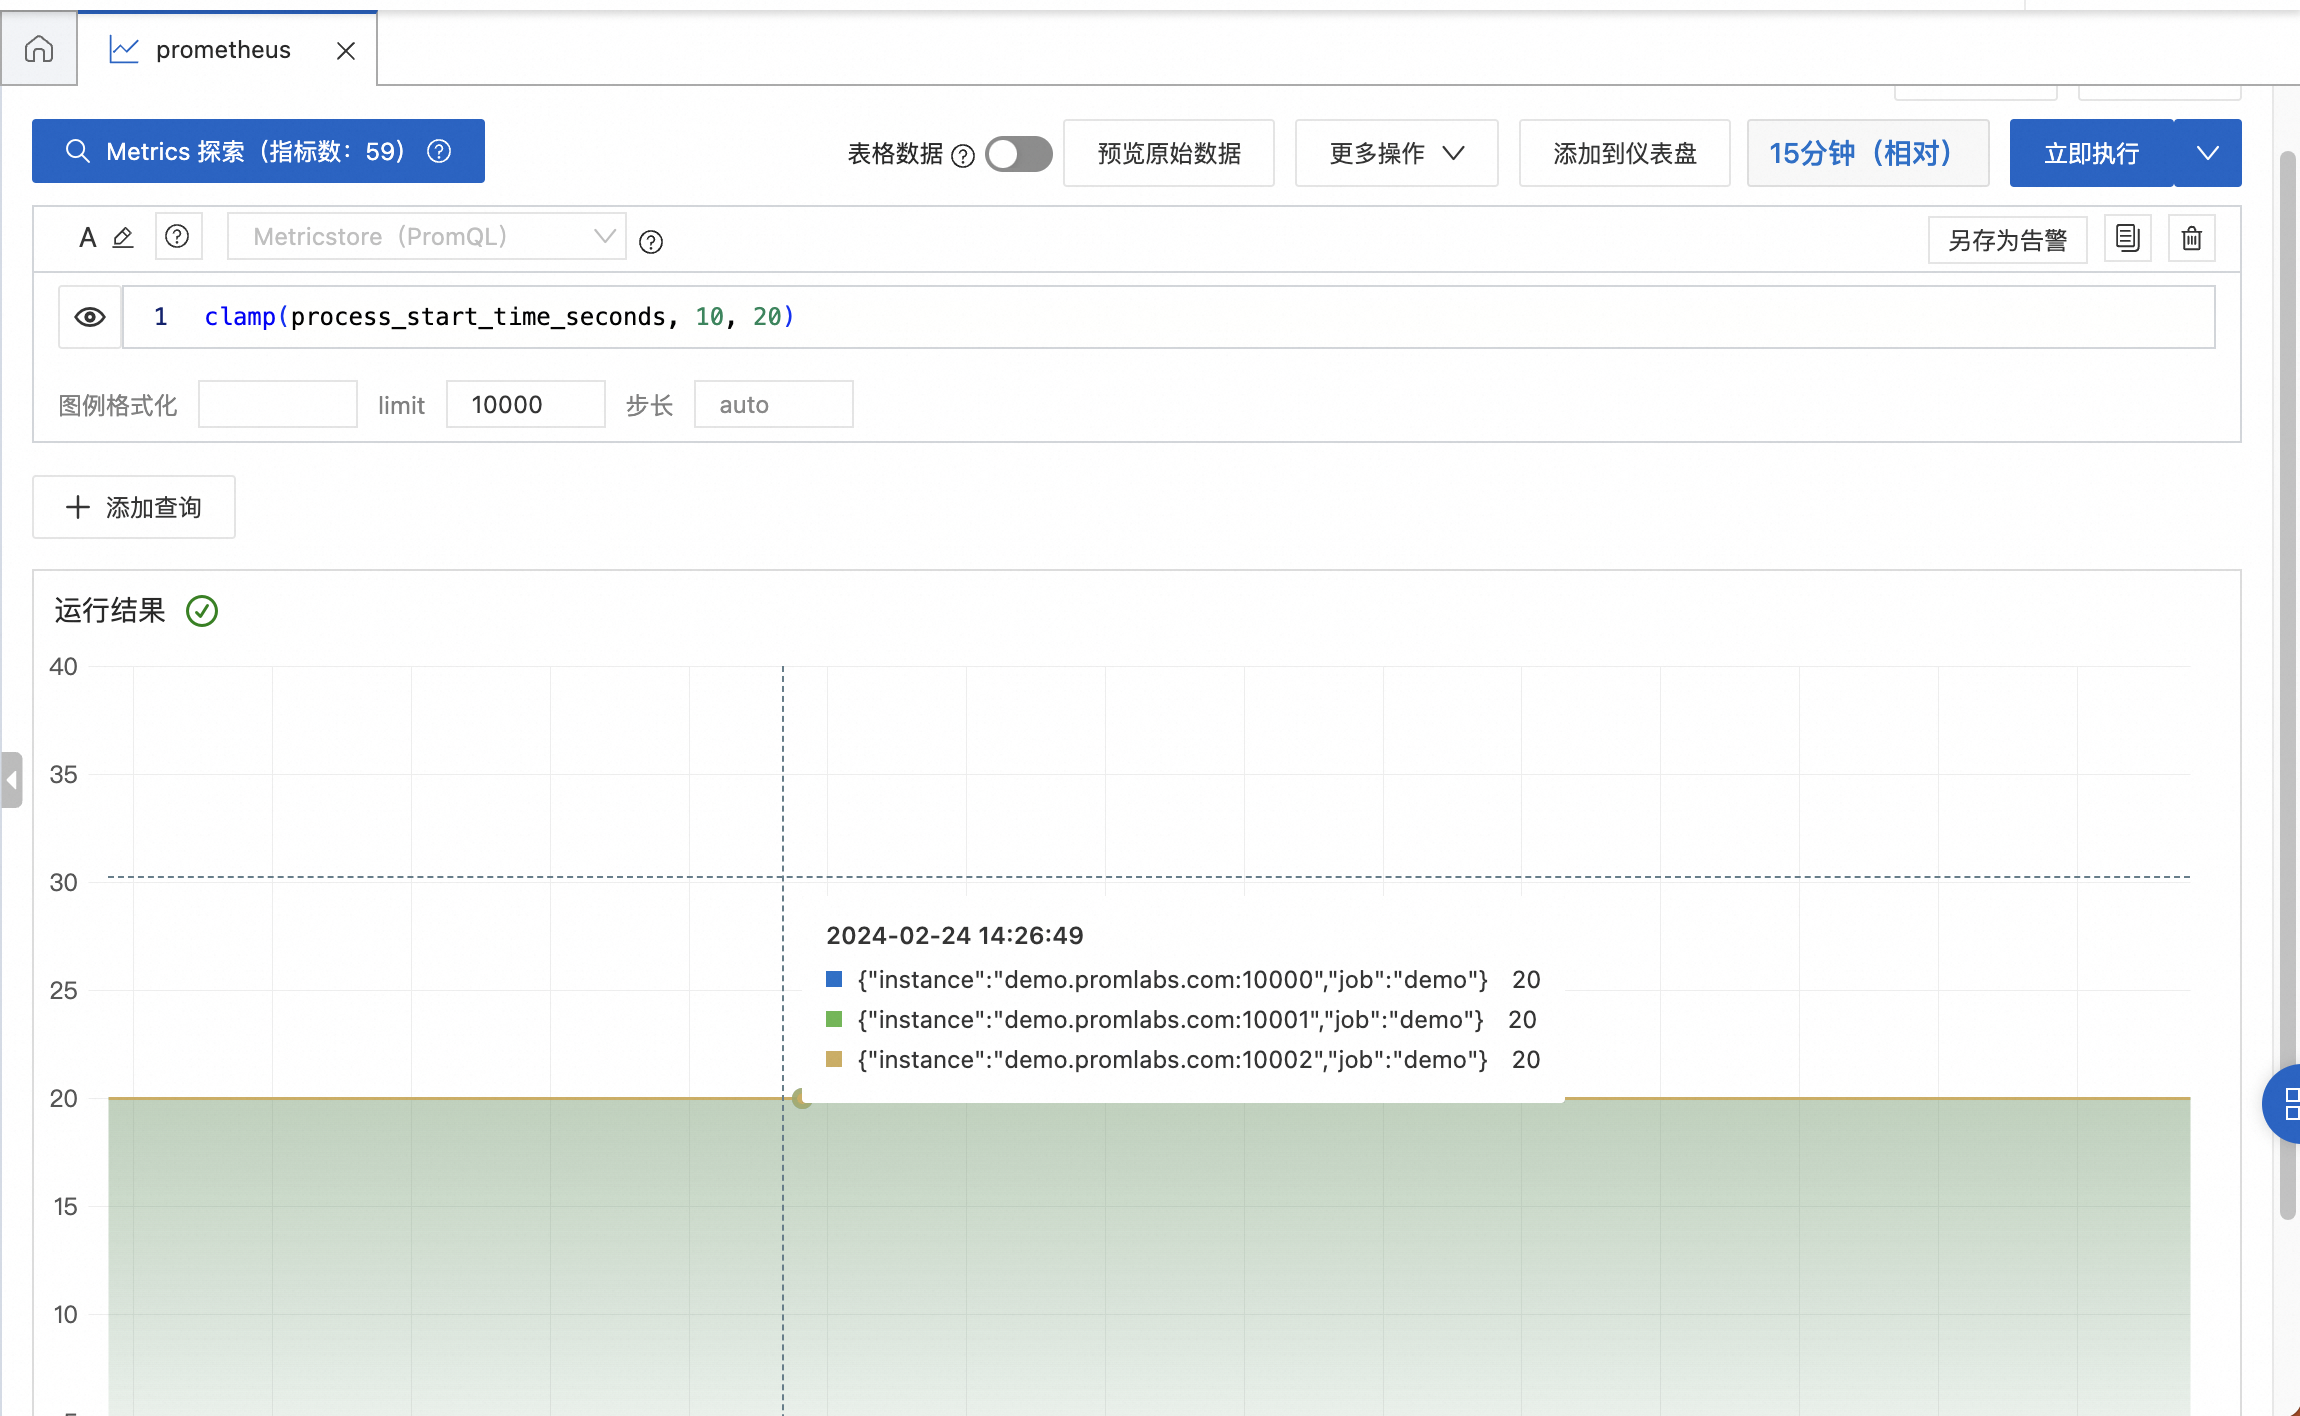 prometheus
Metrics 探索（指标数：59）
表格数据
预览原始数据
更多操作
添加到仪表盘
15分钟（相对）
立即执行
A
Metricstore（PromQL）
另存为告警
1 clamp(process_start_time_seconds, 10, 20)
图例格式化
limit 10000
步长 auto
添加查询
运行结果
40
35
30
25
20
15
10
2024-02-24 14:26:49
{"instance":"demo.promlabs.com:10000","job":"demo"} 20
{"instance":"demo.promlabs.com:10001","job":"demo"} 20
{"instance":"demo.promlabs.com:10002","job":"demo"} 20